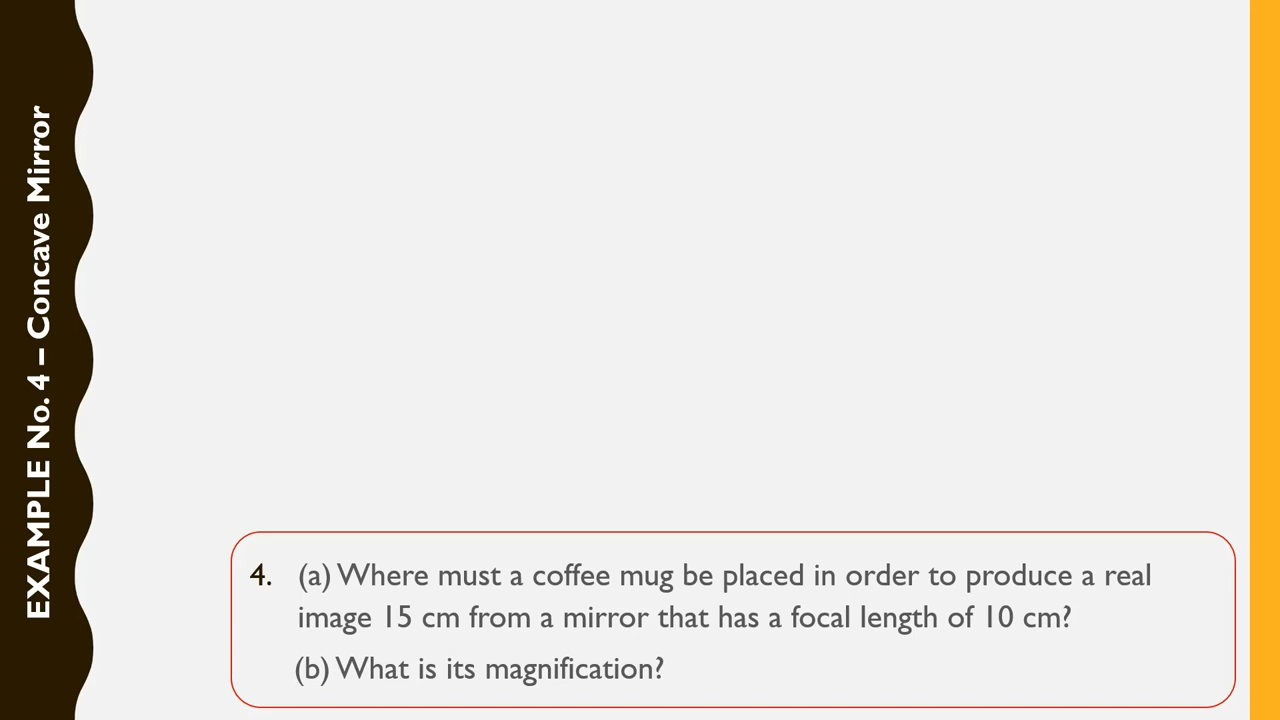 EXAMPLE No. 4 – Concave Mirror
4. (a) Where must a coffee mug be placed in order to produce a real
image 15 cm from a mirror that has a focal length of 10 cm?
(b) What is its magnification?